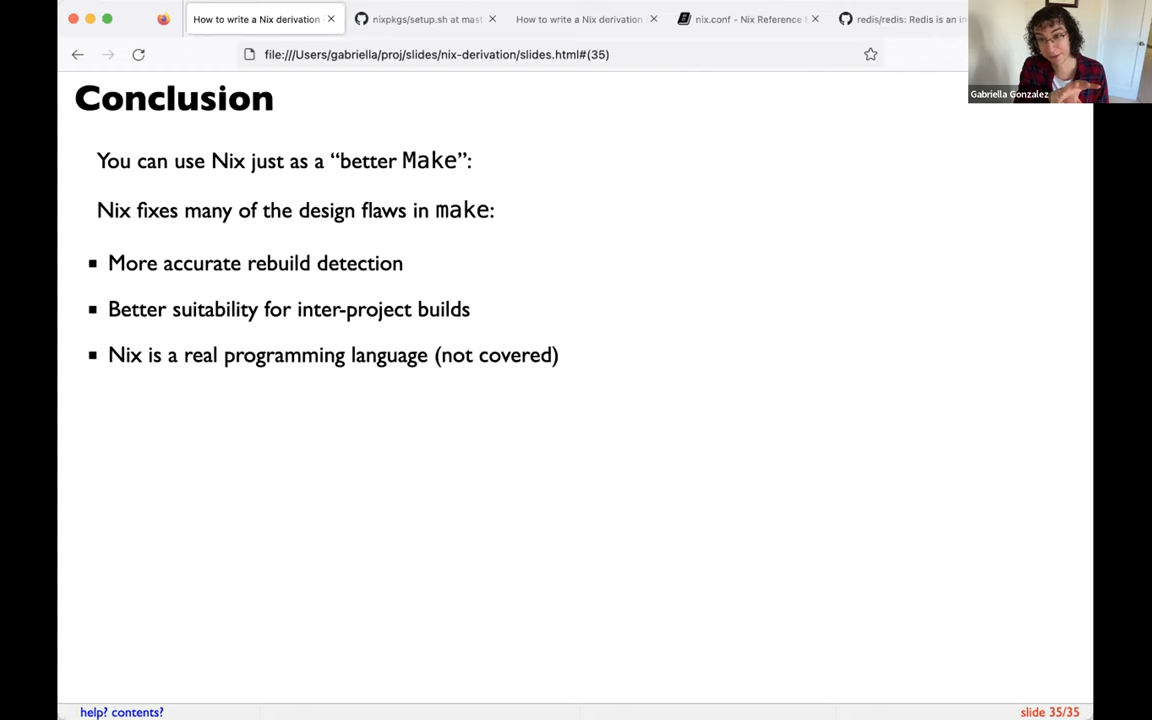 How to write a Nix derivation
nixpkgs/setup.sh at mast
How to write a Nix derivation
nix.conf - Nix Reference
redis/redis: Redis is an in
file:///Users/gabriella/proj/slides/nix-derivation/slides.html#(35)
Gabriella Gonzalez
Conclusion
You can use Nix just as a “better Make”:
Nix fixes many of the design flaws in make:
▪ More accurate rebuild detection
▪ Better suitability for inter-project builds
▪ Nix is a real programming language (not covered)
help? contents?
slide 35/35